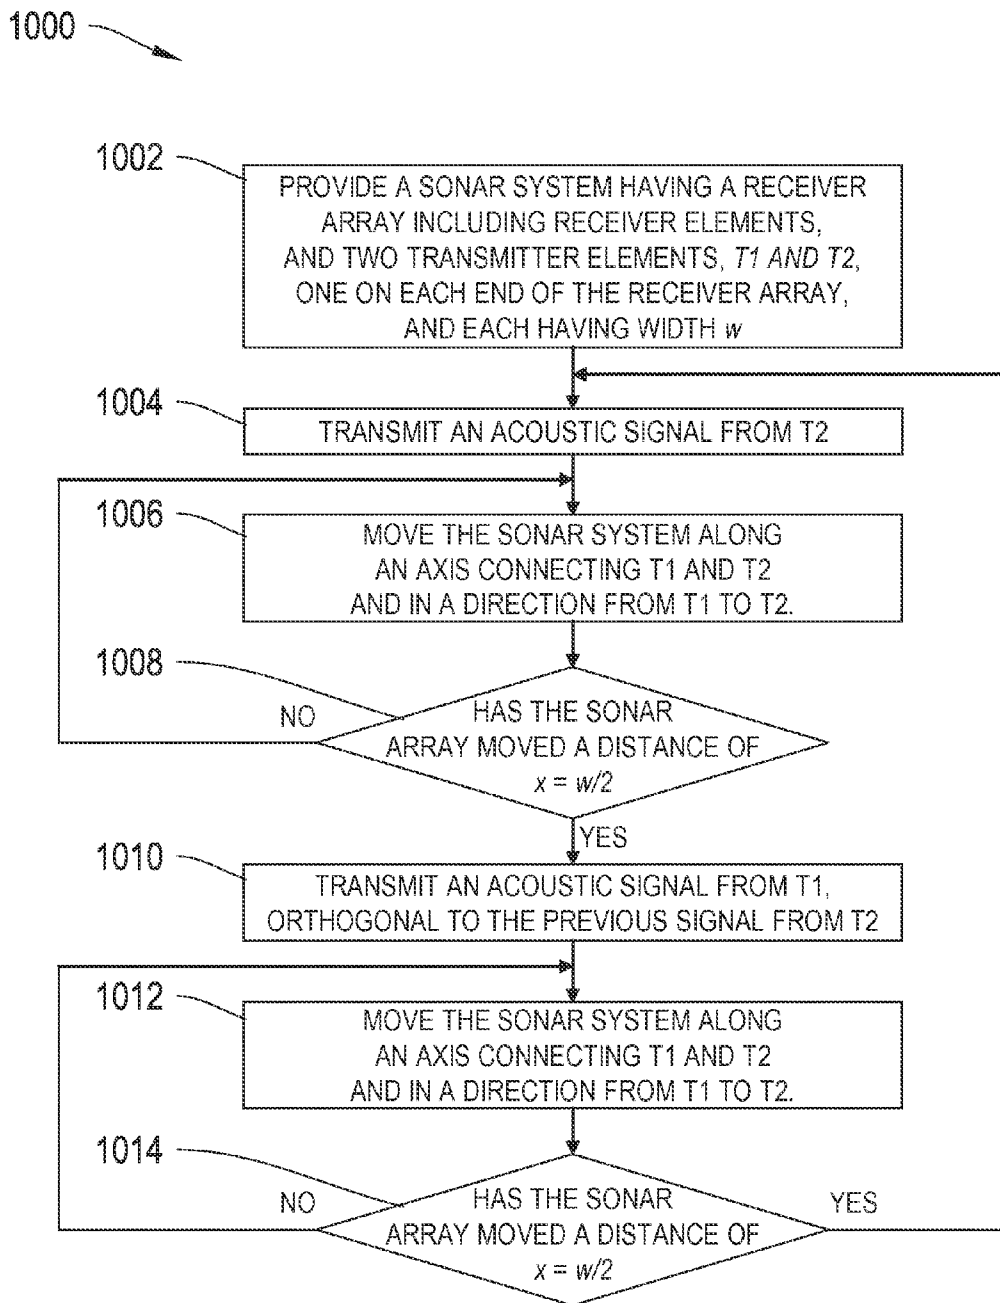 1000
1002
PROVIDE A SONAR SYSTEM HAVING A RECEIVER
ARRAY INCLUDING RECEIVER ELEMENTS,
AND TWO TRANSMITTER ELEMENTS, T1 AND T2,
ONE ON EACH END OF THE RECEIVER ARRAY,
AND EACH HAVING WIDTH w
1004
TRANSMIT AN ACOUSTIC SIGNAL FROM T2
1006
MOVE THE SONAR SYSTEM ALONG
AN AXIS CONNECTING T1 AND T2
AND IN A DIRECTION FROM T1 TO T2.
1008
NO
HAS THE SONAR
ARRAY MOVED A DISTANCE OF
x = w/2
YES
1010
TRANSMIT AN ACOUSTIC SIGNAL FROM T1,
ORTHOGONAL TO THE PREVIOUS SIGNAL FROM T2
1012
MOVE THE SONAR SYSTEM ALONG
AN AXIS CONNECTING T1 AND T2
AND IN A DIRECTION FROM T1 TO T2.
1014
NO
HAS THE SONAR
ARRAY MOVED A DISTANCE OF
x = w/2
YES